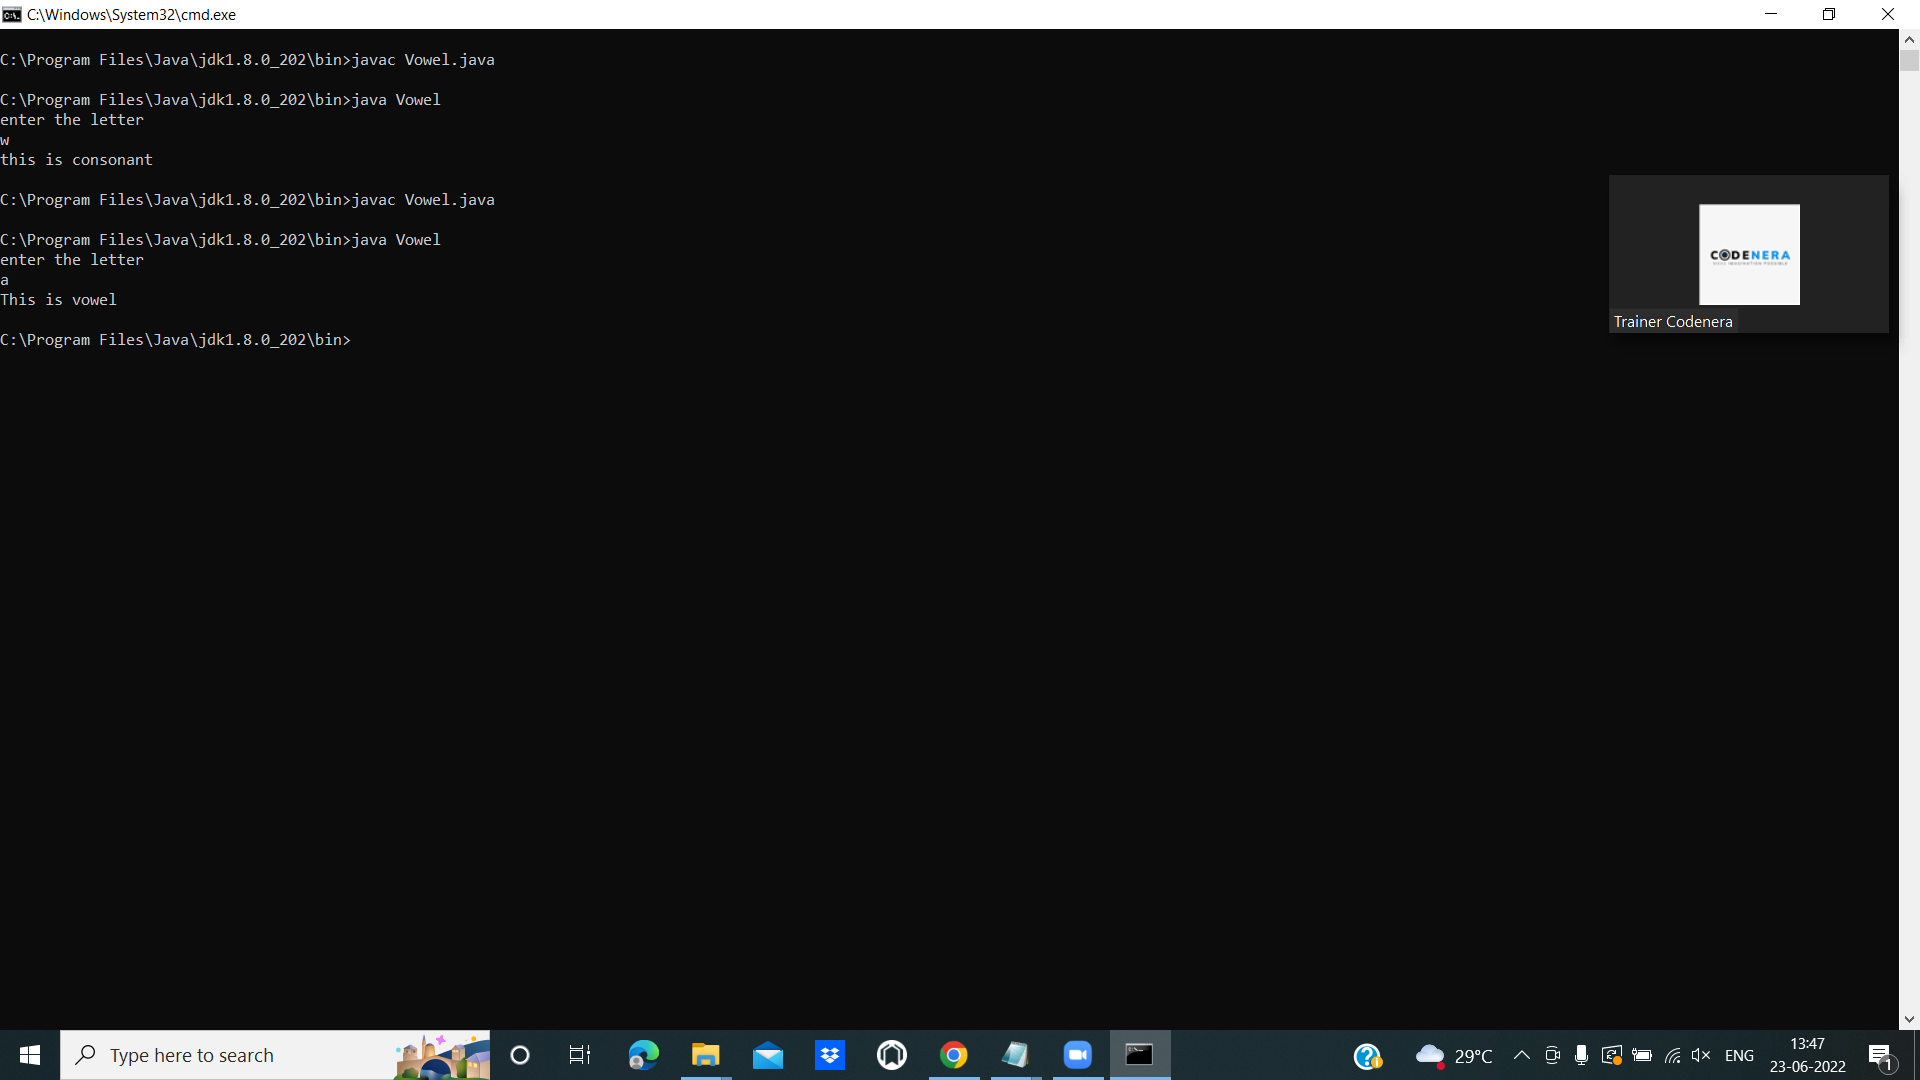 C:\Windows\System32\cmd.exe
C:\Program Files\Java\jdk1.8.0_202\bin>javac Vowel.java
C:\Program Files\Java\jdk1.8.0_202\bin>java Vowel
enter the letter
w
this is consonant
C:\Program Files\Java\jdk1.8.0_202\bin>javac Vowel.java
C:\Program Files\Java\jdk1.8.0_202\bin>java Vowel
enter the letter
a
This is vowel
C:\Program Files\Java\jdk1.8.0_202\bin>
CODENERA
Trainer Codenera
Type here to search
29°C
ENG
13:47
23-06-2022
1